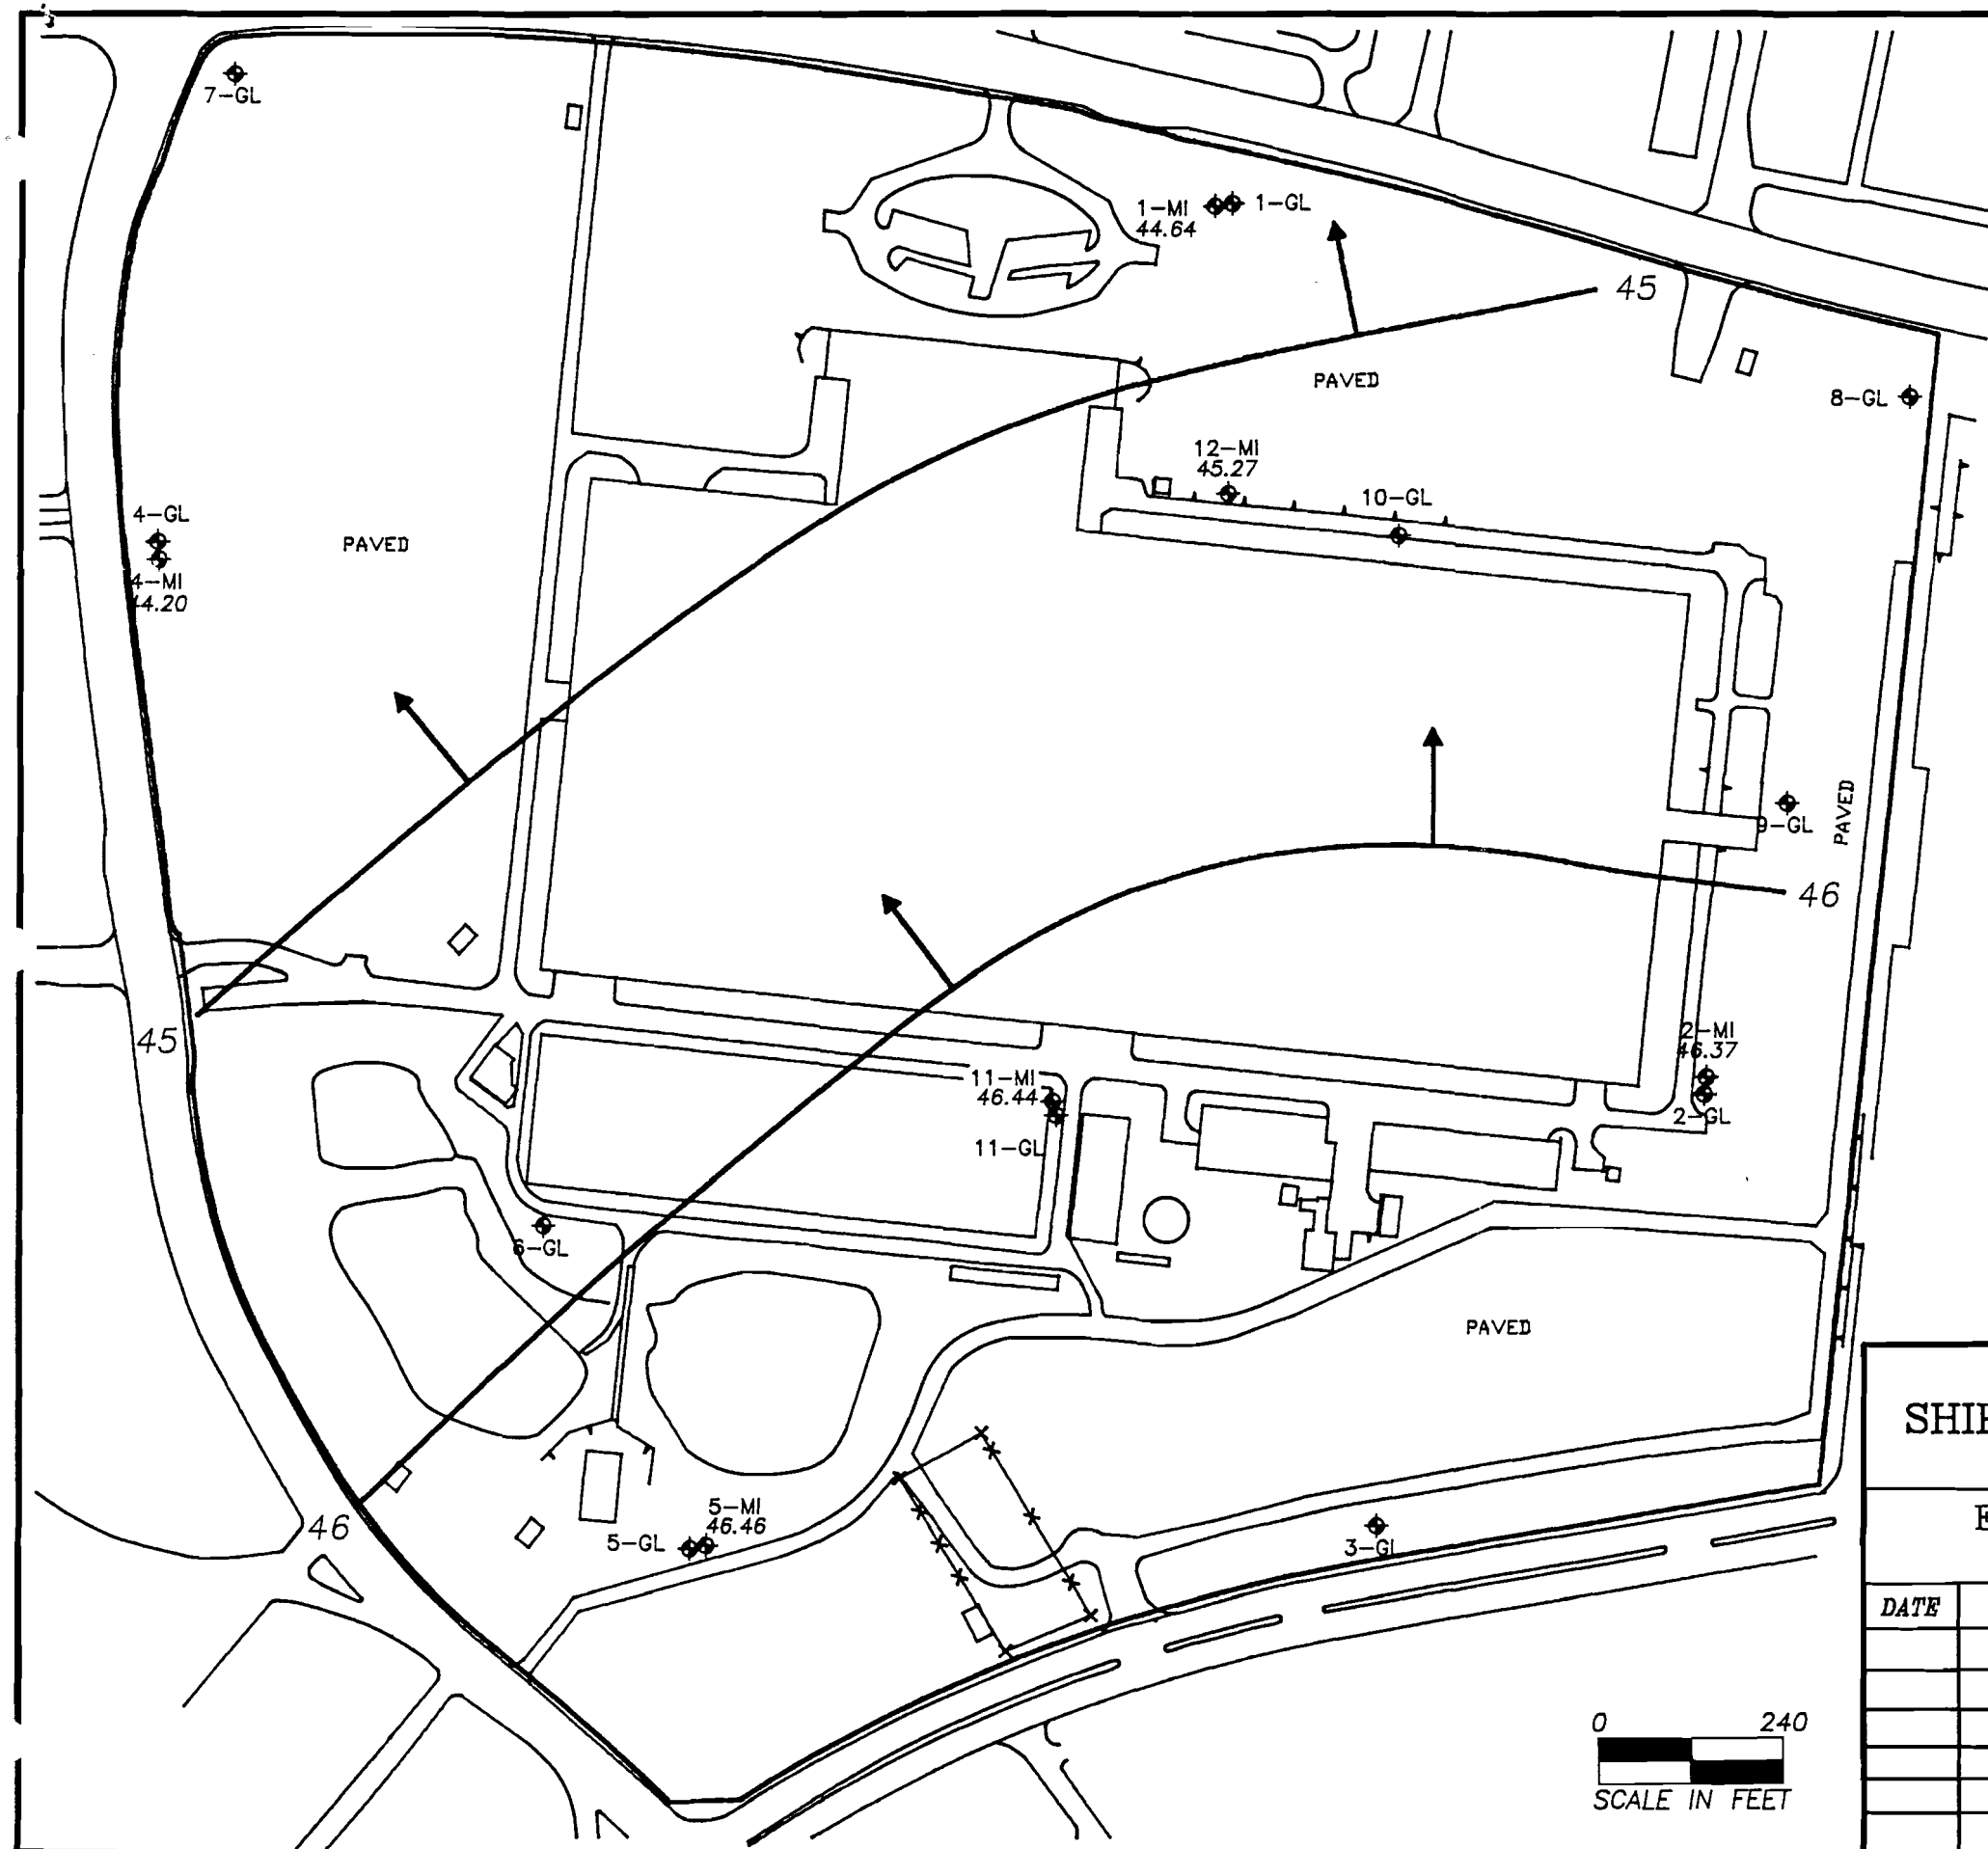 7-GL
1-MI
44.64
1-GL
45
PAVED
8-GL
12-MI
45.27
10-GL
4-GL
4-MI
44.20
PAVED
9-GL
PAVED
46
45
2-MI
46.37
2-GL
11-MI
46.44
11-GL
6-GL
PAVED
46
5-MI
46.46
5-GL
3-GL
DATE
0 240
SCALE IN FEET